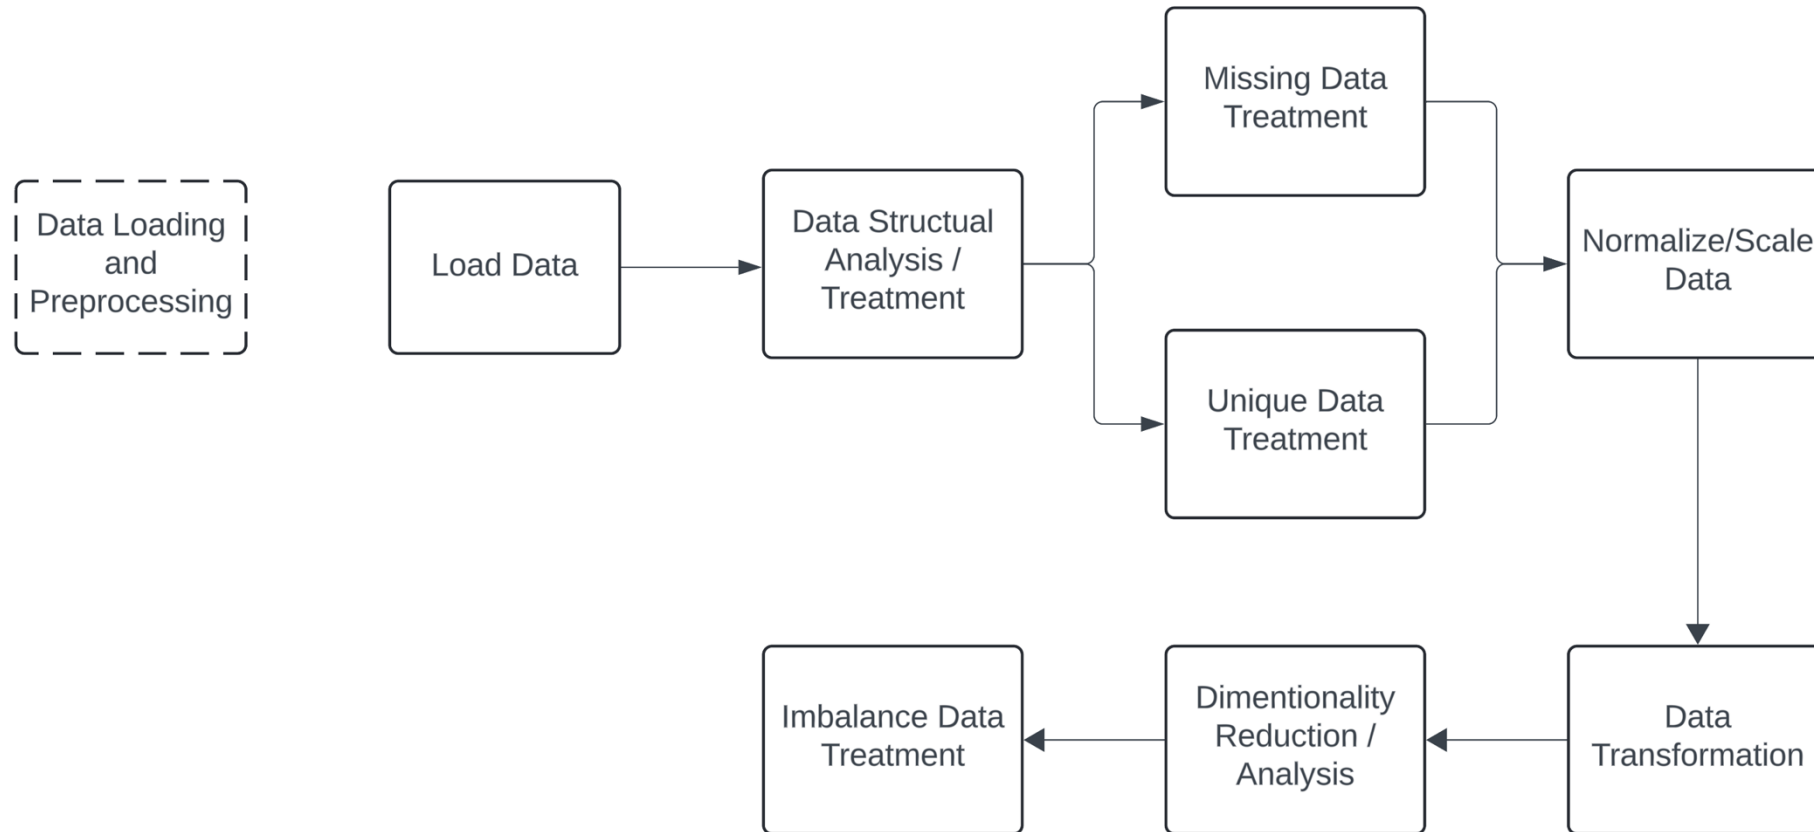 Data Loading
and
Preprocessing
Load Data
Data Structual
Analysis /
Treatment
Missing Data
Treatment
Unique Data
Treatment
Normalize/Scale
Data
Data
Transformation
Dimentionality
Reduction /
Analysis
Imbalance Data
Treatment